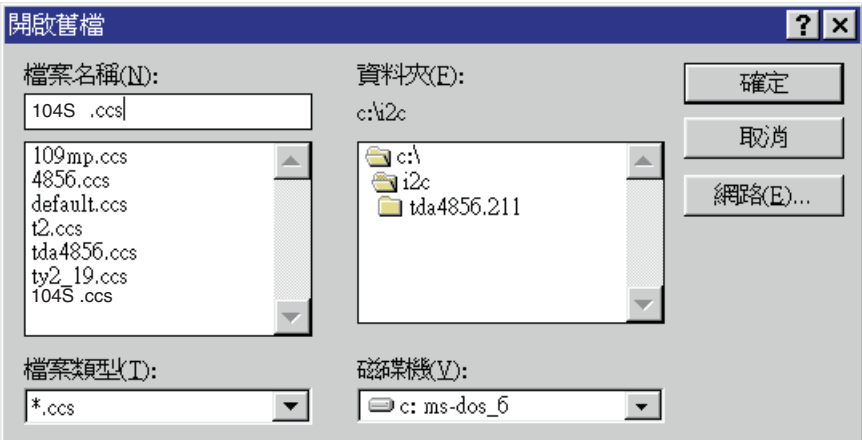 開啟舊檔
檔案名稱(N):
104S .ccs
109mp.ccs
4856.ccs
default.ccs
t2.ccs
tda4856.ccs
ty2_19.ccs
104S .ccs
檔案類型(T):
*.ccs
資料夾(F):
c:\i2c
c:\
i2c
tda4856.211
磁碟機(V):
c: ms-dos_6
確定
取消
網路(E)...